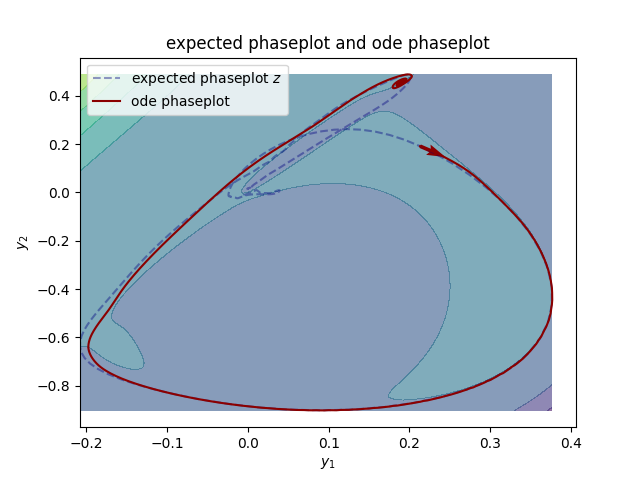 expected phaseplot and ode phaseplot
expected phaseplot z
ode phaseplot
y₂
0.4
0.2
0.0
−0.2
−0.4
−0.6
−0.8
−0.2 −0.1 0.0 0.1 0.2 0.3 0.4
y₁